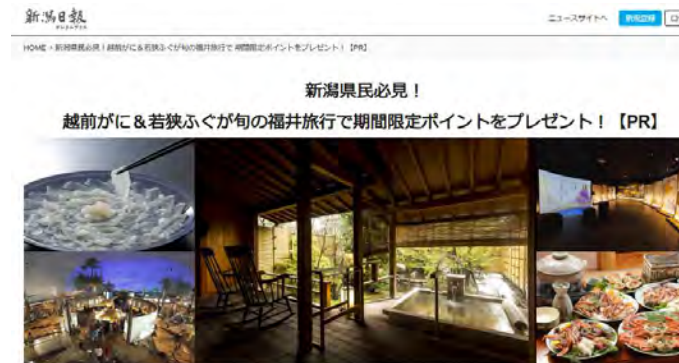 新潟日報
ニュースサイトへ 新規登録
HOME > 新潟県民必見！越前がに＆若狭ふぐが旬の福井旅行で 期間限定ポイントをプレゼント！【PR】
新潟県民必見！
越前がに＆若狭ふぐが旬の福井旅行で期間限定ポイントをプレゼント！【PR】